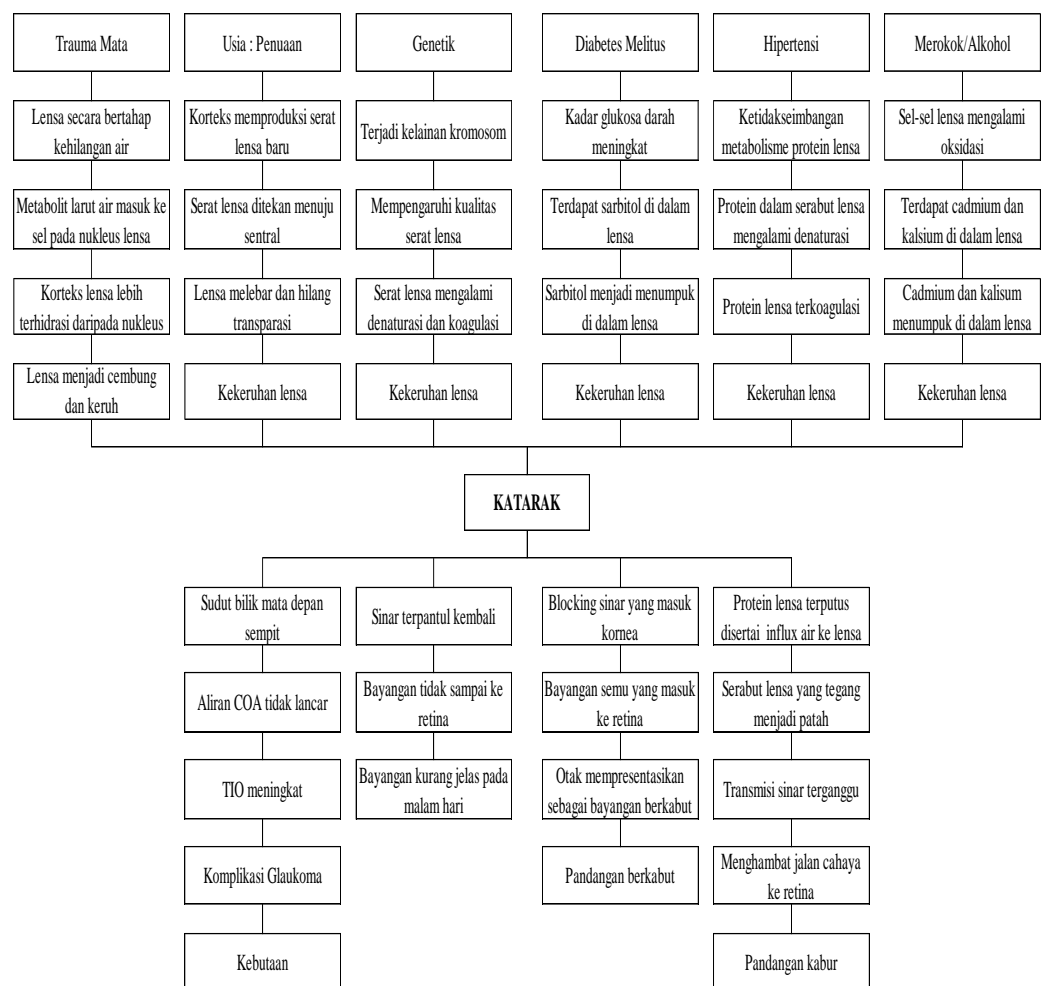 Trauma Mata
Usia : Penuaan
Genetik
Diabetes Melitus
Hipertensi
Merokok/Alkohol
Lensa secara bertahap
kehilangan air
Korteks memproduksi serat
lensa baru
Terjadi kelainan kromosom
Kadar glukosa darah
meningkat
Ketidakseimbangan
metabolisme protein lensa
Sel-sel lensa mengalami
oksidasi
Metabolit larut air masuk ke
sel pada nukleus lensa
Serat lensa ditekan menuju
sentral
Mempengaruhi kualitas
serat lensa
Terdapat sarbitol di dalam
lensa
Protein dalam serabut lensa
mengalami denaturasi
Terdapat cadmium dan
kalsium di dalam lensa
Korteks lensa lebih
terhidrasi daripada nukleus
Lensa melebar dan hilang
transparasi
Serat lensa mengalami
denaturasi dan koagulasi
Sarbitol menjadi menumpuk
di dalam lensa
Protein lensa terkoagulasi
Cadmium dan kalisum
menumpuk di dalam lensa
Lensa menjadi cembung
dan keruh
Kekeruhan lensa
Kekeruhan lensa
Kekeruhan lensa
Kekeruhan lensa
Kekeruhan lensa
KATARAK
Sudut bilik mata depan
sempit
Sinar terpantul kembali
Blocking sinar yang masuk
kornea
Protein lensa terputus
disertai influx air ke lensa
Aliran COA tidak lancar
Bayangan tidak sampai ke
retina
Bayangan semu yang masuk
ke retina
Serabut lensa yang tegang
menjadi patah
TIO meningkat
Bayangan kurang jelas pada
malam hari
Otak mempresentasikan
sebagai bayangan berkabut
Transmisi sinar terganggu
Komplikasi Glaukoma
Pandangan berkabut
Menghambat jalan cahaya
ke retina
Kebutaan
Pandangan kabur